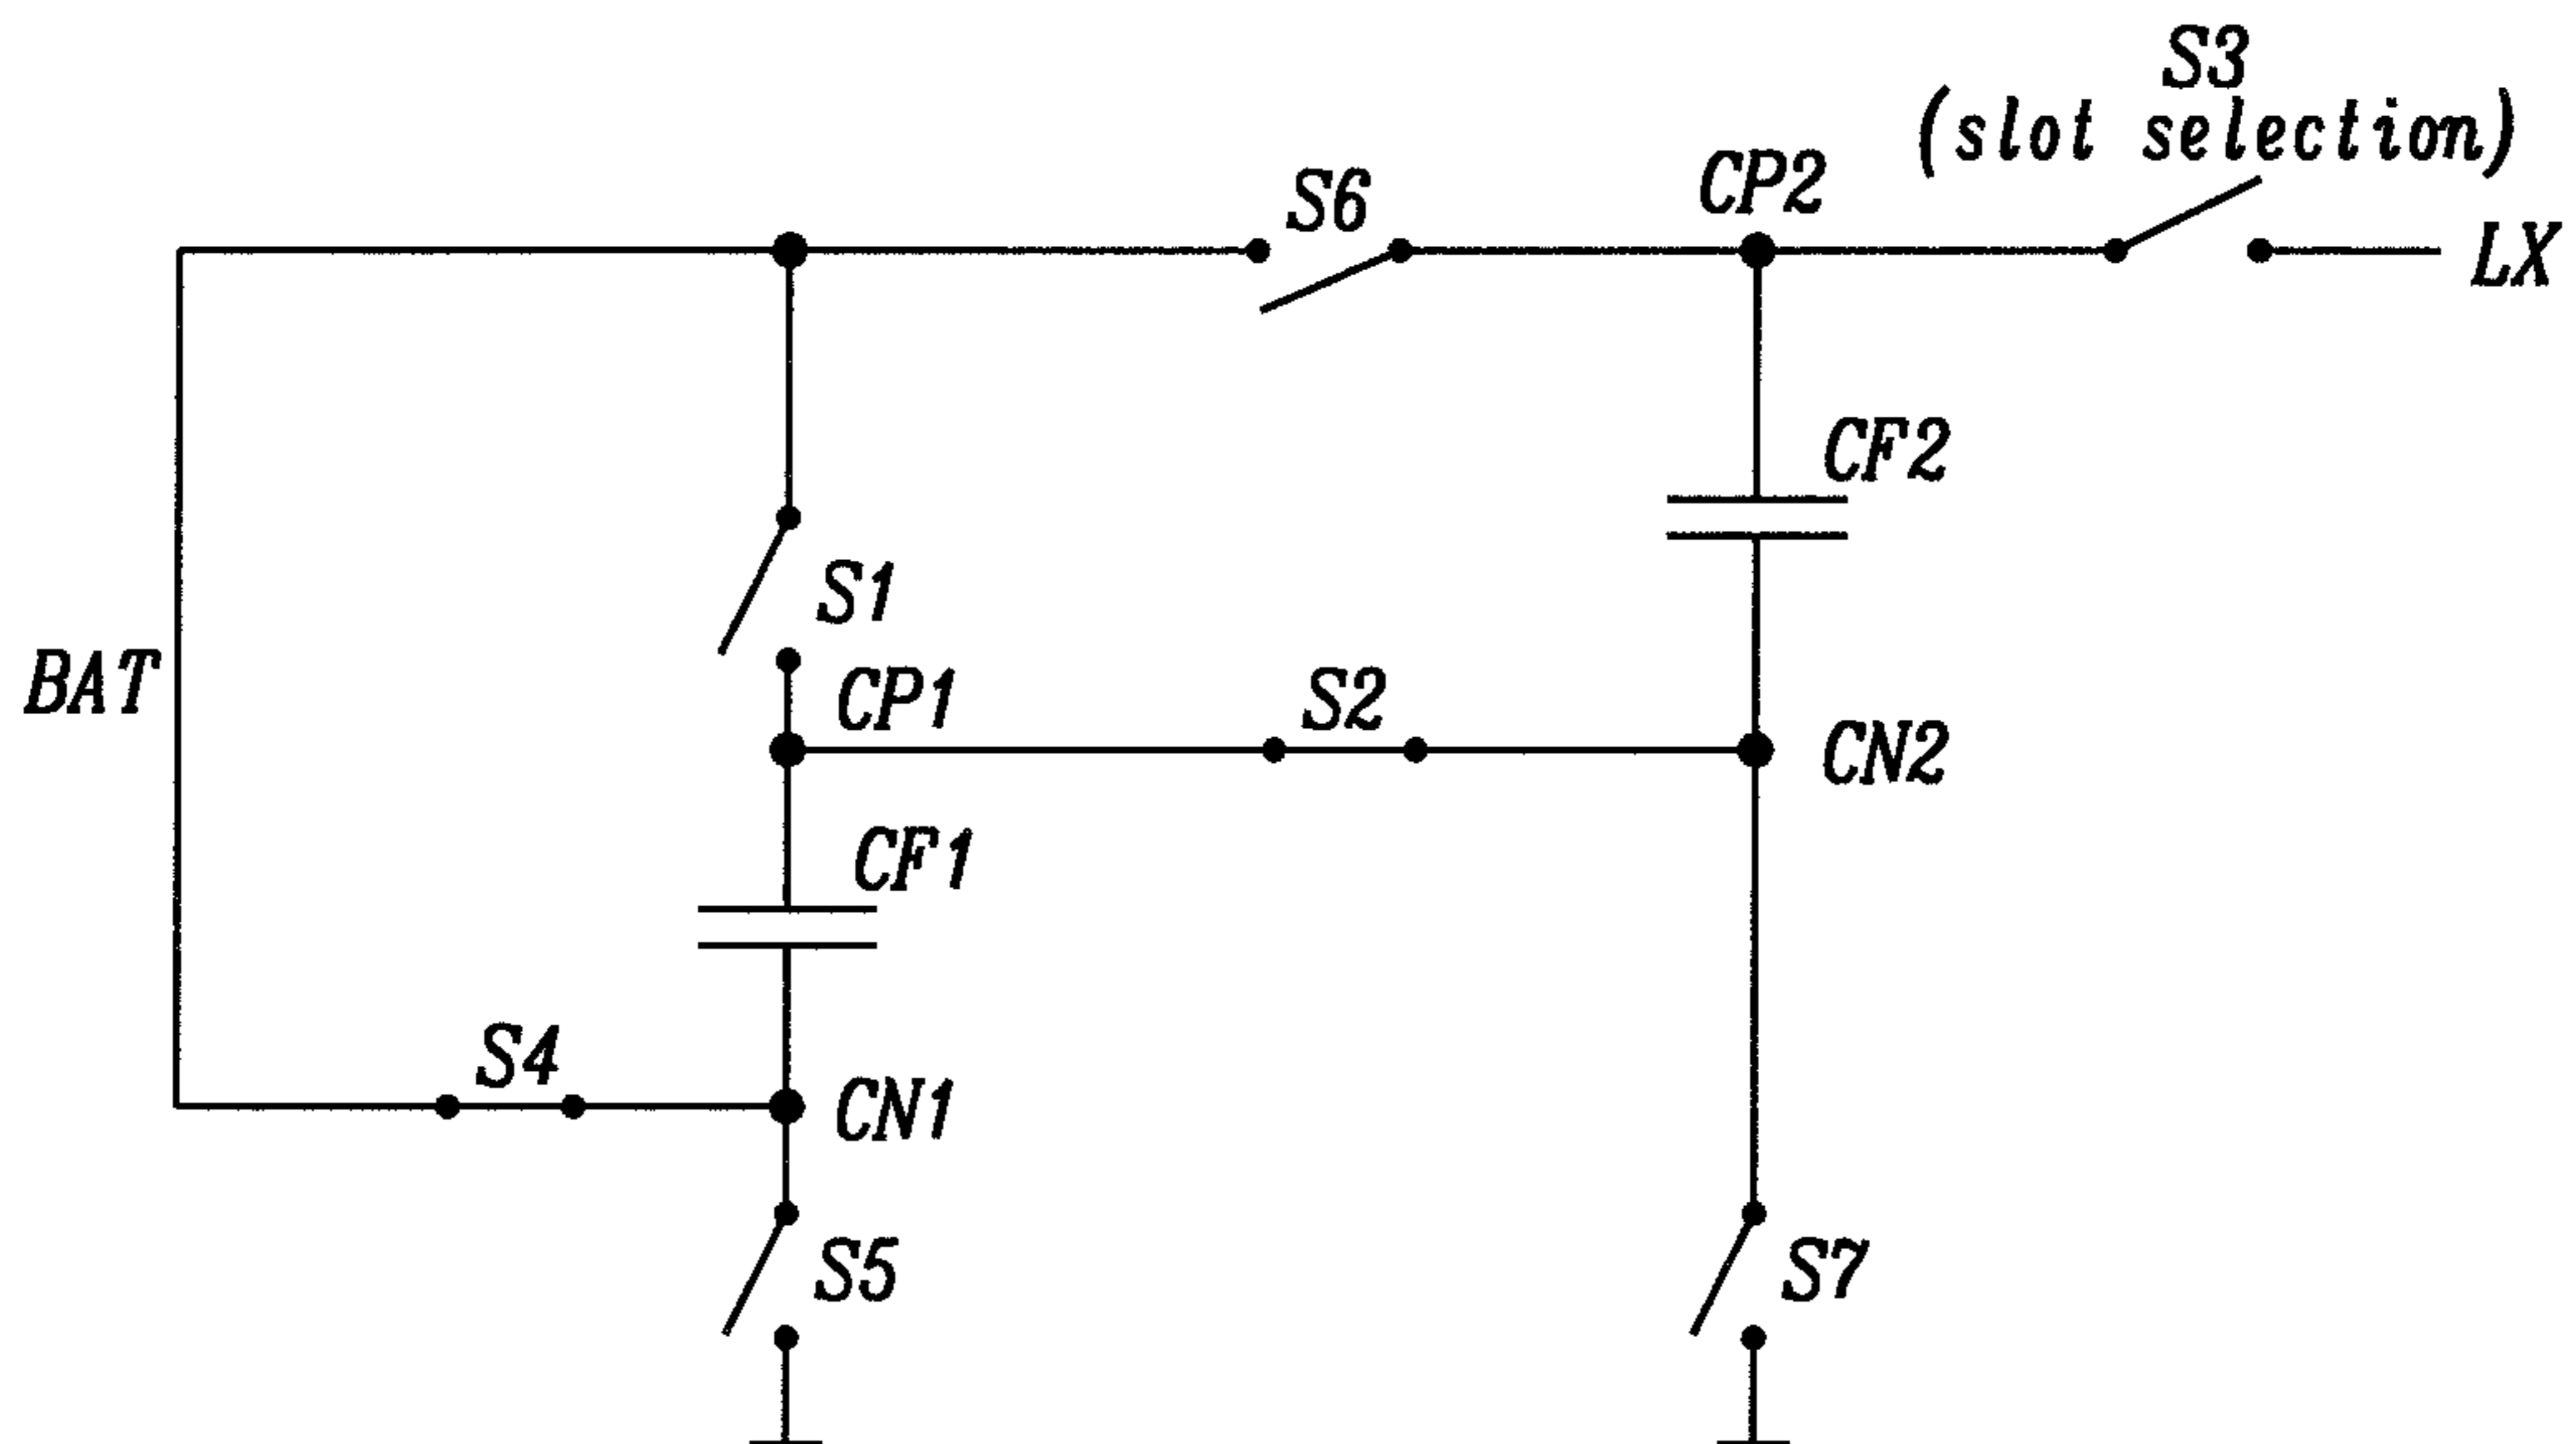 S3
(slot selection)
S6
CP2
LX
CF2
S1
BAT
CP1
S2
CN2
CF1
S4
CN1
S5
S7